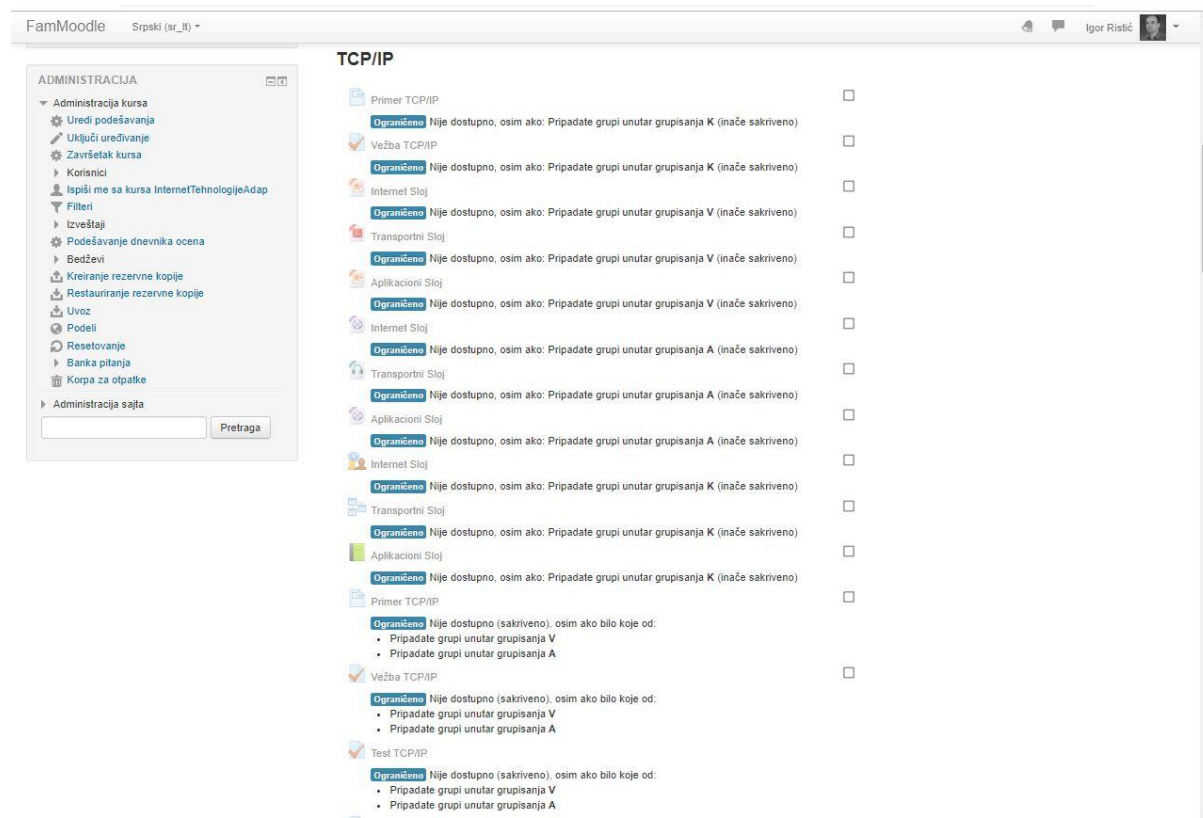 FamMoodle Srpski (sr_lt) Igor Ristić
ADMINISTRACIJA
Administracija kursa
Uredi podešavanja
Uključi uređivanje
Završetak kursa
Korisnici
Ispiši me sa kursa InternetTehnologijeAdap
Filteri
Izveštaji
Podešavanje dnevnika ocena
Bedževi
Kreiranje rezervne kopije
Restauriranje rezervne kopije
Uvoz
Podeli
Resetovanje
Banka pitanja
Korpa za otpatke
Administracija sajta
Pretraga
TCP/IP
Primer TCP/IP
Ograničeno Nije dostupno, osim ako: Pripadate grupi unutar grupisanja K (inače sakriveno)
Vežba TCP/IP
Ograničeno Nije dostupno, osim ako: Pripadate grupi unutar grupisanja K (inače sakriveno)
Internet Sloj
Ograničeno Nije dostupno, osim ako: Pripadate grupi unutar grupisanja V (inače sakriveno)
Transportni Sloj
Ograničeno Nije dostupno, osim ako: Pripadate grupi unutar grupisanja V (inače sakriveno)
Aplikacioni Sloj
Ograničeno Nije dostupno, osim ako: Pripadate grupi unutar grupisanja V (inače sakriveno)
Internet Sloj
Ograničeno Nije dostupno, osim ako: Pripadate grupi unutar grupisanja A (inače sakriveno)
Transportni Sloj
Ograničeno Nije dostupno, osim ako: Pripadate grupi unutar grupisanja A (inače sakriveno)
Aplikacioni Sloj
Ograničeno Nije dostupno, osim ako: Pripadate grupi unutar grupisanja A (inače sakriveno)
Internet Sloj
Ograničeno Nije dostupno, osim ako: Pripadate grupi unutar grupisanja K (inače sakriveno)
Transportni Sloj
Ograničeno Nije dostupno, osim ako: Pripadate grupi unutar grupisanja K (inače sakriveno)
Aplikacioni Sloj
Ograničeno Nije dostupno, osim ako: Pripadate grupi unutar grupisanja K (inače sakriveno)
Primer TCP/IP
Ograničeno Nije dostupno (sakriveno), osim ako bilo koje od:
• Pripadate grupi unutar grupisanja V
• Pripadate grupi unutar grupisanja A
Vežba TCP/IP
Ograničeno Nije dostupno (sakriveno), osim ako bilo koje od:
• Pripadate grupi unutar grupisanja V
• Pripadate grupi unutar grupisanja A
Test TCP/IP
Ograničeno Nije dostupno (sakriveno), osim ako bilo koje od:
• Pripadate grupi unutar grupisanja V
• Pripadate grupi unutar grupisanja A